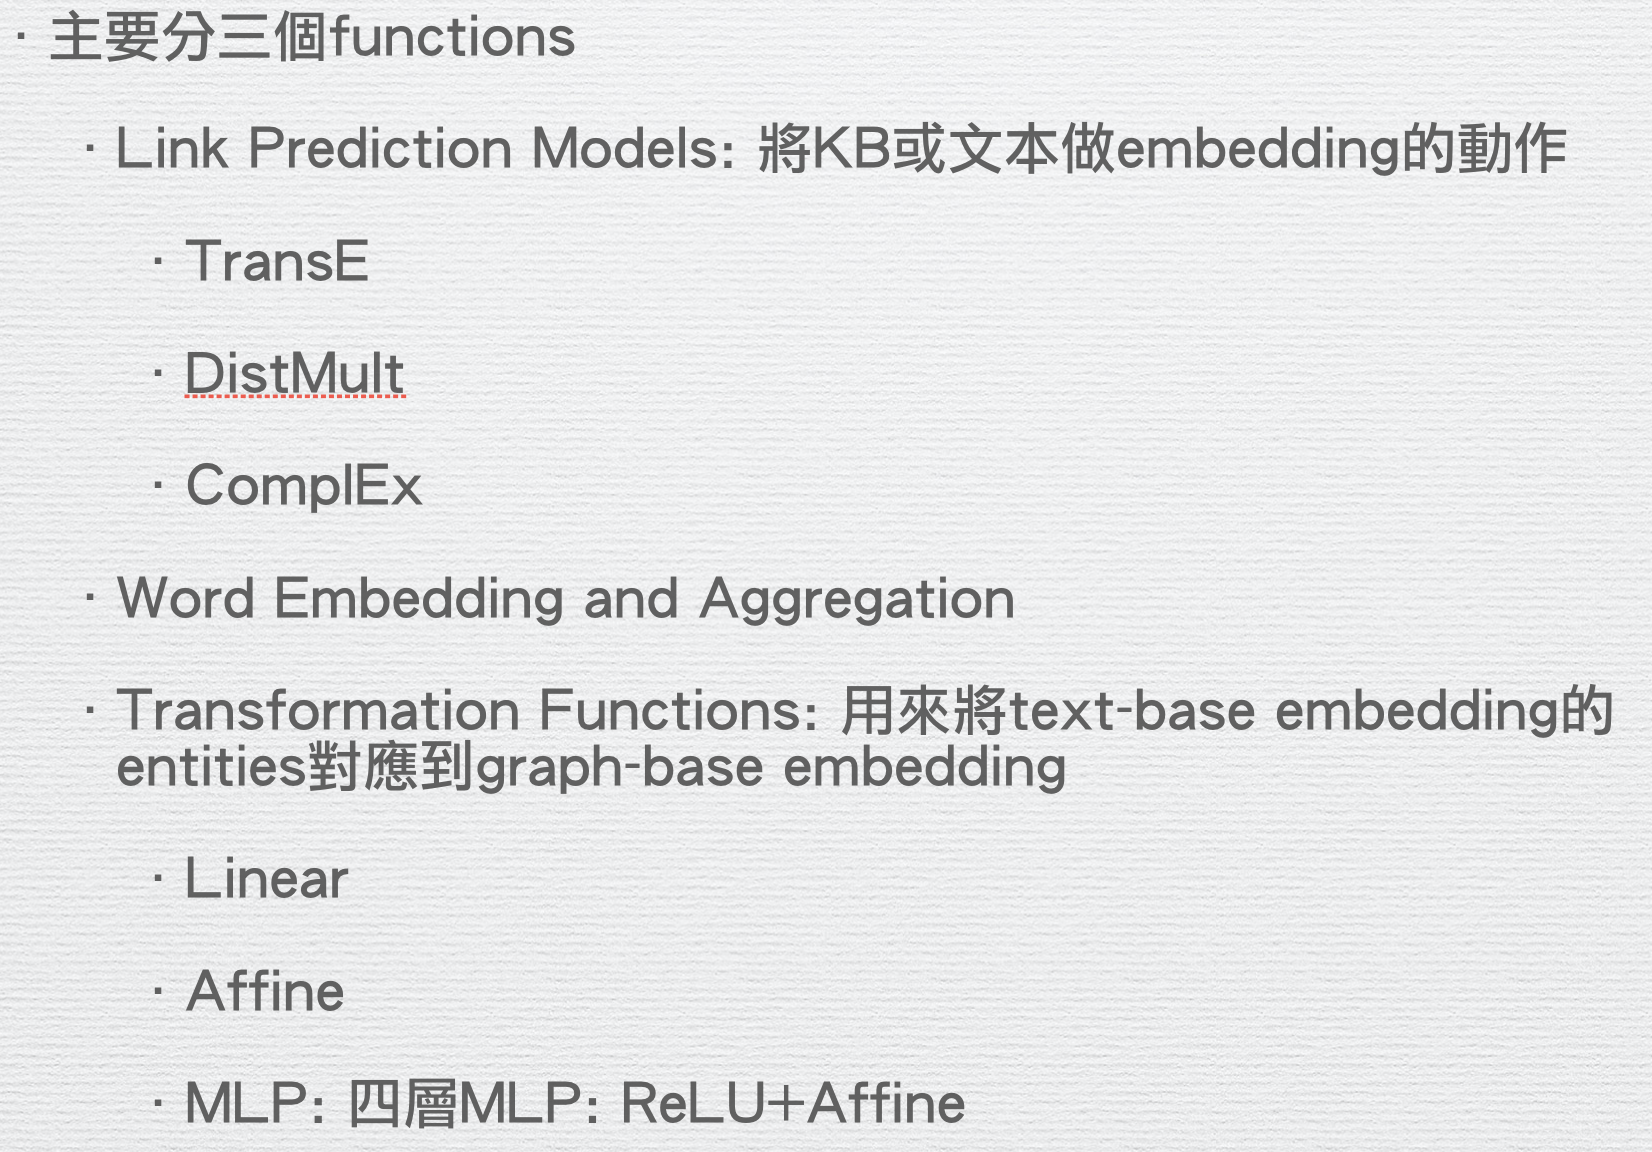 · 主要分三個functions
· Link Prediction Models: 將KB或文本做embedding的動作
· TransE
· DistMult
· ComplEx
· Word Embedding and Aggregation
· Transformation Functions: 用來將text-base embedding的
entities對應到graph-base embedding
· Linear
· Affine
· MLP: 四層MLP: ReLU+Affine